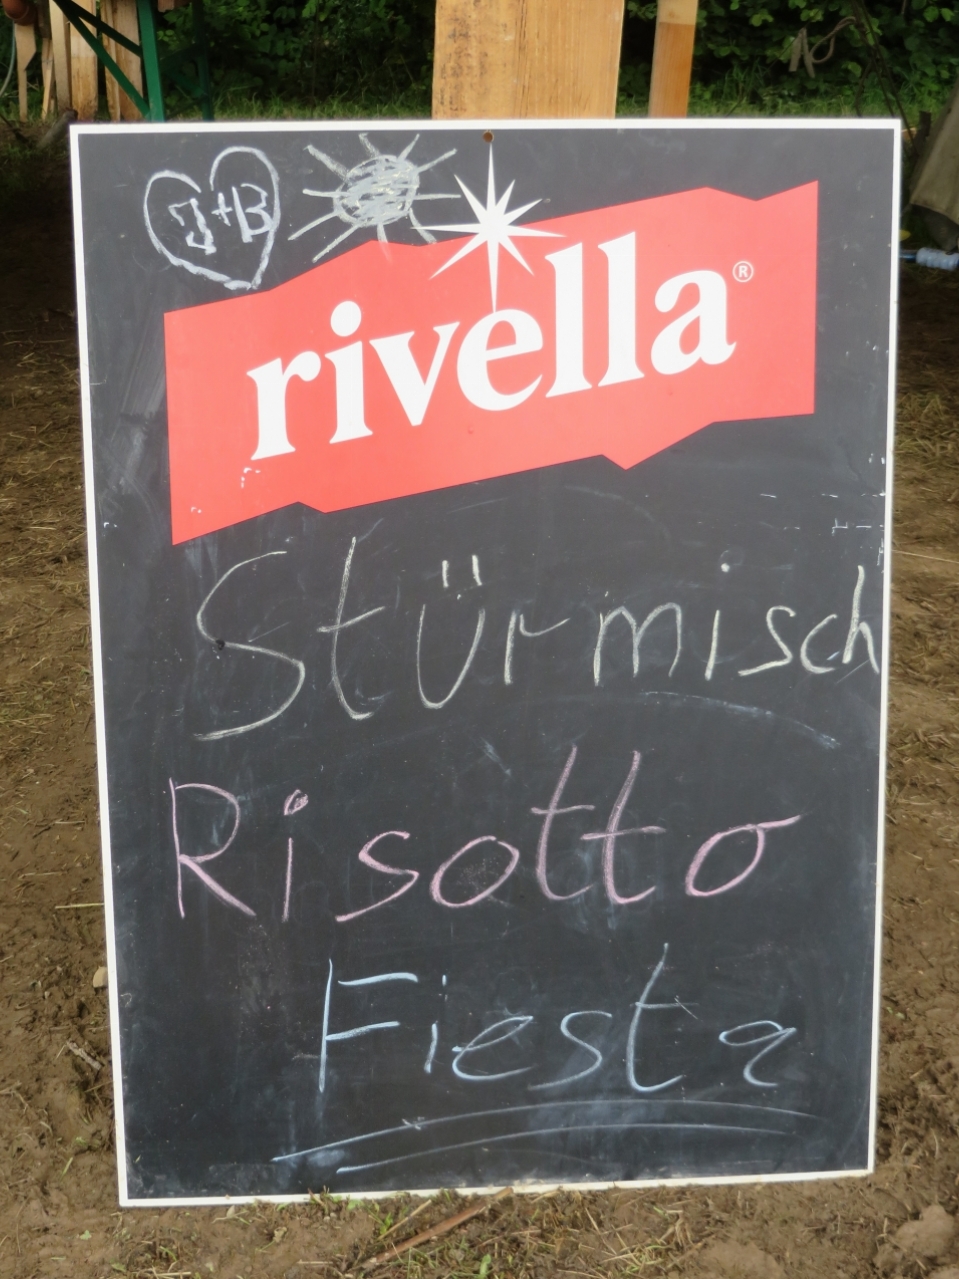 J+B
rivella®
Stürmisch
Risotto
Fiesta